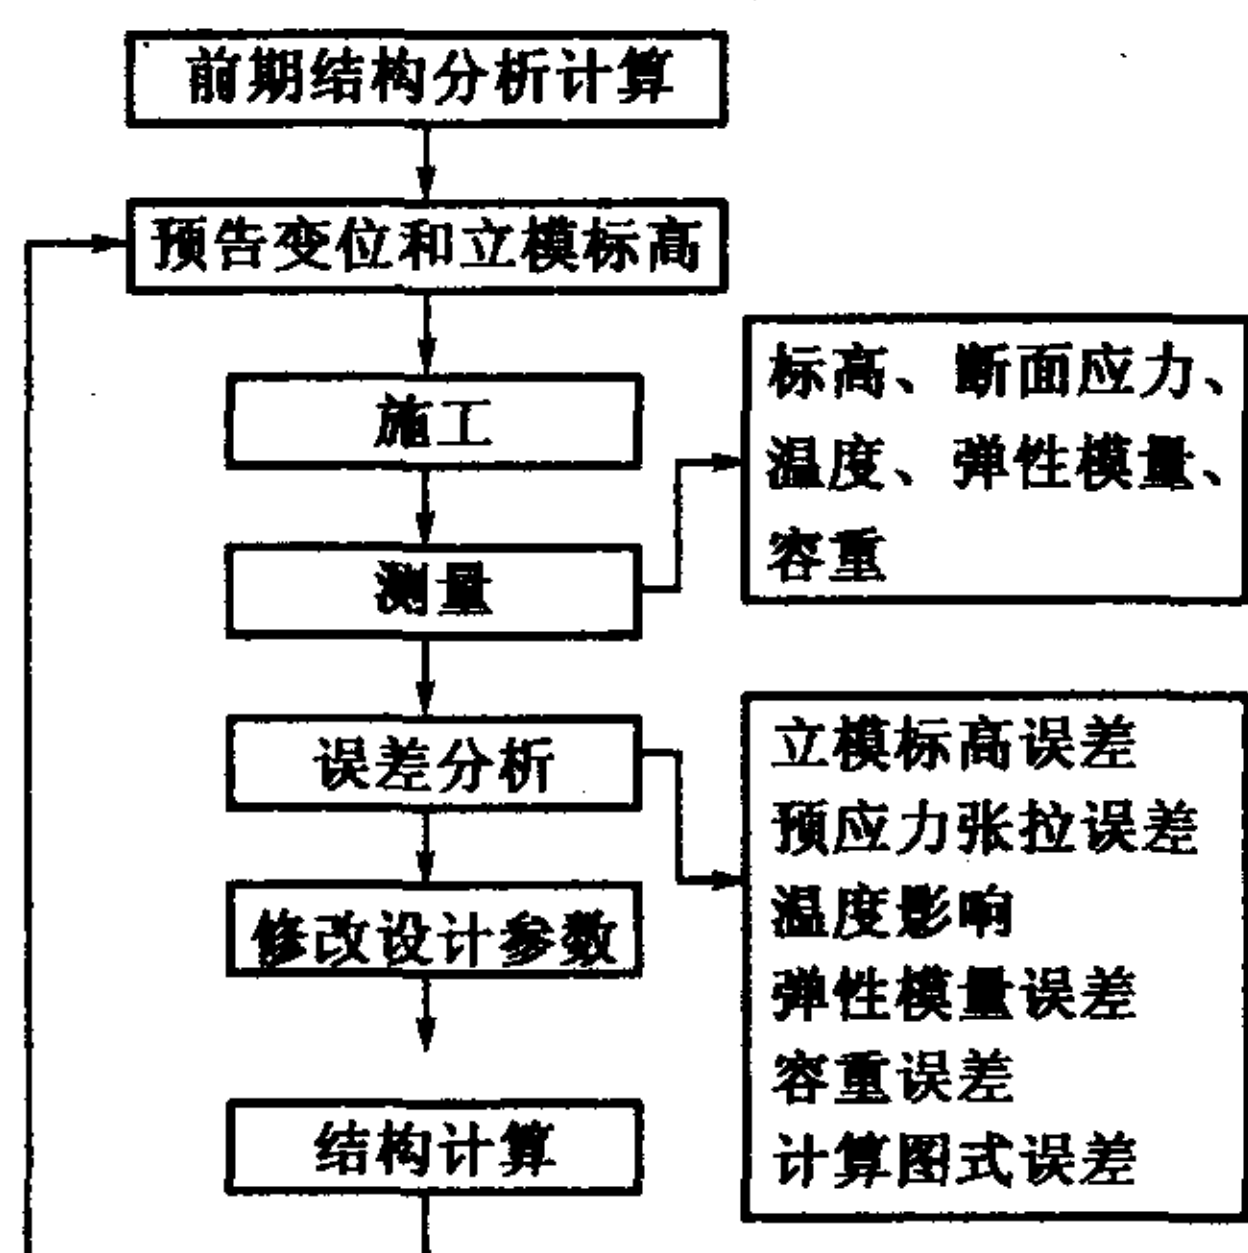 前期结构分析计算
预告变位和立模标高
施工
标高、断面应力、
温度、弹性模量、
容重
测量
误差分析
立模标高误差
预应力张拉误差
温度影响
弹性模量误差
容重误差
计算图式误差
修改设计参数
结构计算